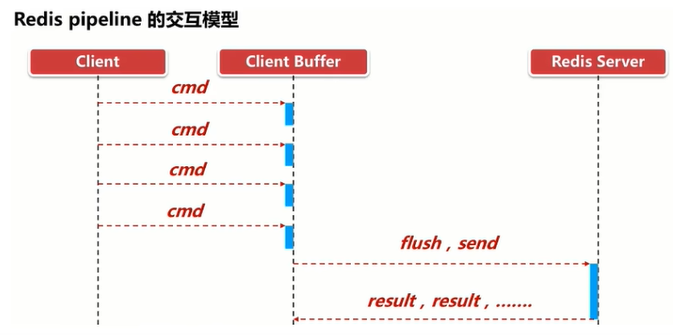 Redis pipeline 的交互模型
Client
Client Buffer
Redis Server
cmd
cmd
cmd
cmd
flush , send
result , result , .......